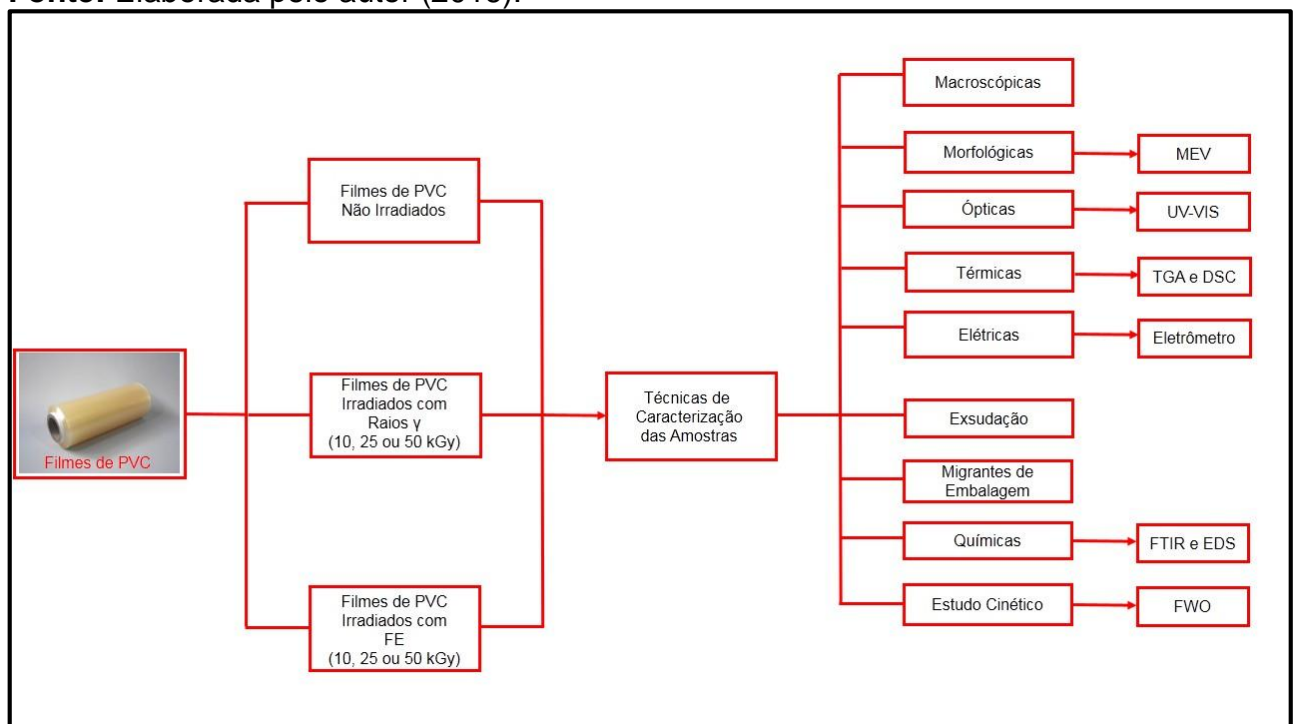 Fonte: Elaborada pelo autor (2018).
Filmes de PVC
Filmes de PVC
Não Irradiados
Filmes de PVC
Irradiados com
Raios γ
(10, 25 ou 50 kGy)
Filmes de PVC
Irradiados com
FE
(10, 25 ou 50 kGy)
Técnicas de
Caracterização
das Amostras
Macroscópicas
Morfológicas
MEV
Ópticas
UV-VIS
Térmicas
TGA e DSC
Elétricas
Eletrômetro
Exsudação
Migrantes de
Embalagem
Químicas
FTIR e EDS
Estudo Cinético
FWO